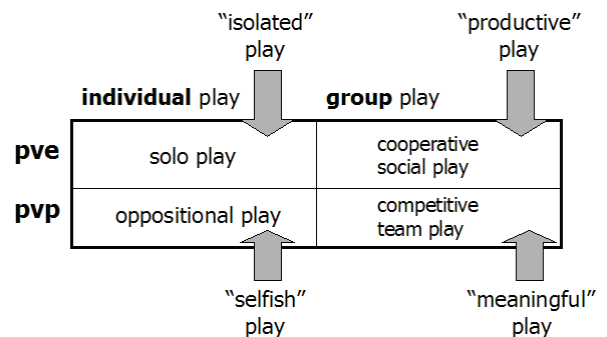 “isolated”
play
“productive”
play
individual play
group play
pve
solo play
cooperative
social play
pvp
oppositional play
competitive
team play
“selfish”
play
“meaningful”
play